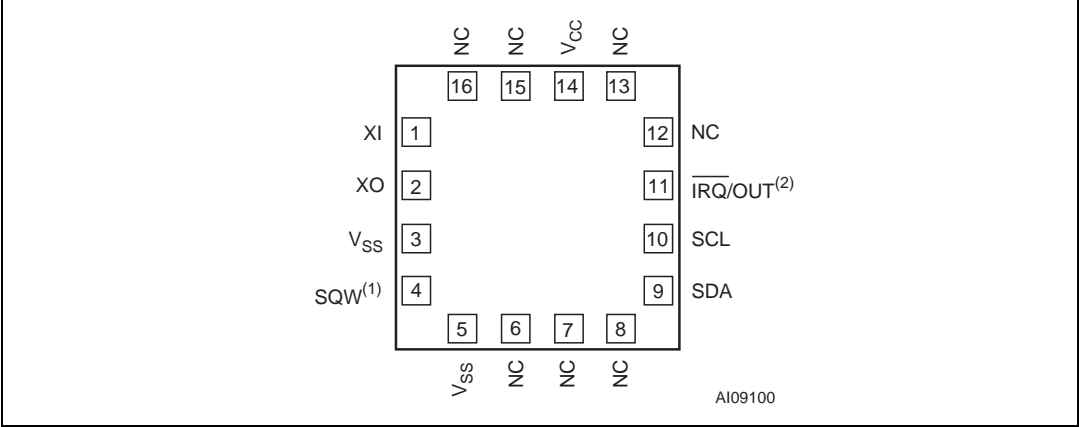 NC NC VCC NC
16 15 14 13
XI 1 12 NC
XO 2 11 IRQ/OUT(2)
VSS 3 10 SCL
SQW(1) 4 9 SDA
5 6 7 8
VSS NC NC NC
AI09100